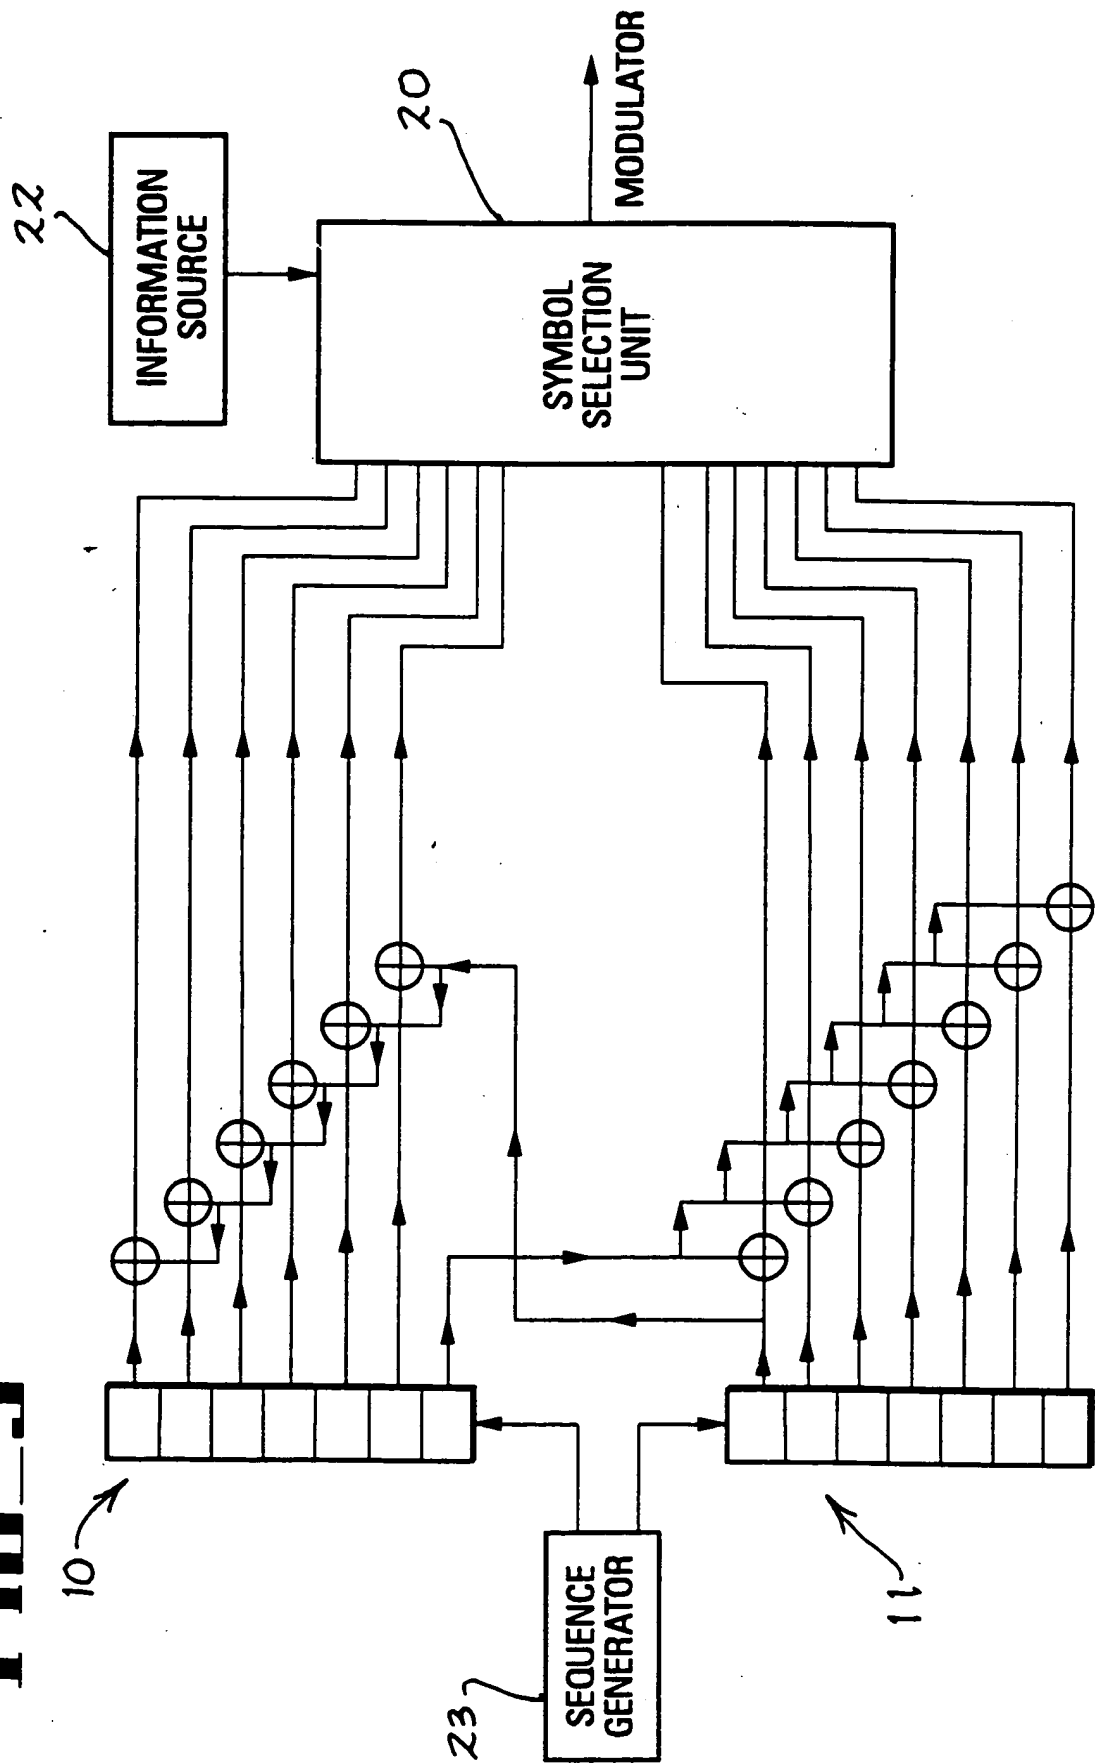 22
INFORMATION
SOURCE
20
SYMBOL
SELECTION
UNIT
MODULATOR
10
11
23
SEQUENCE
GENERATOR